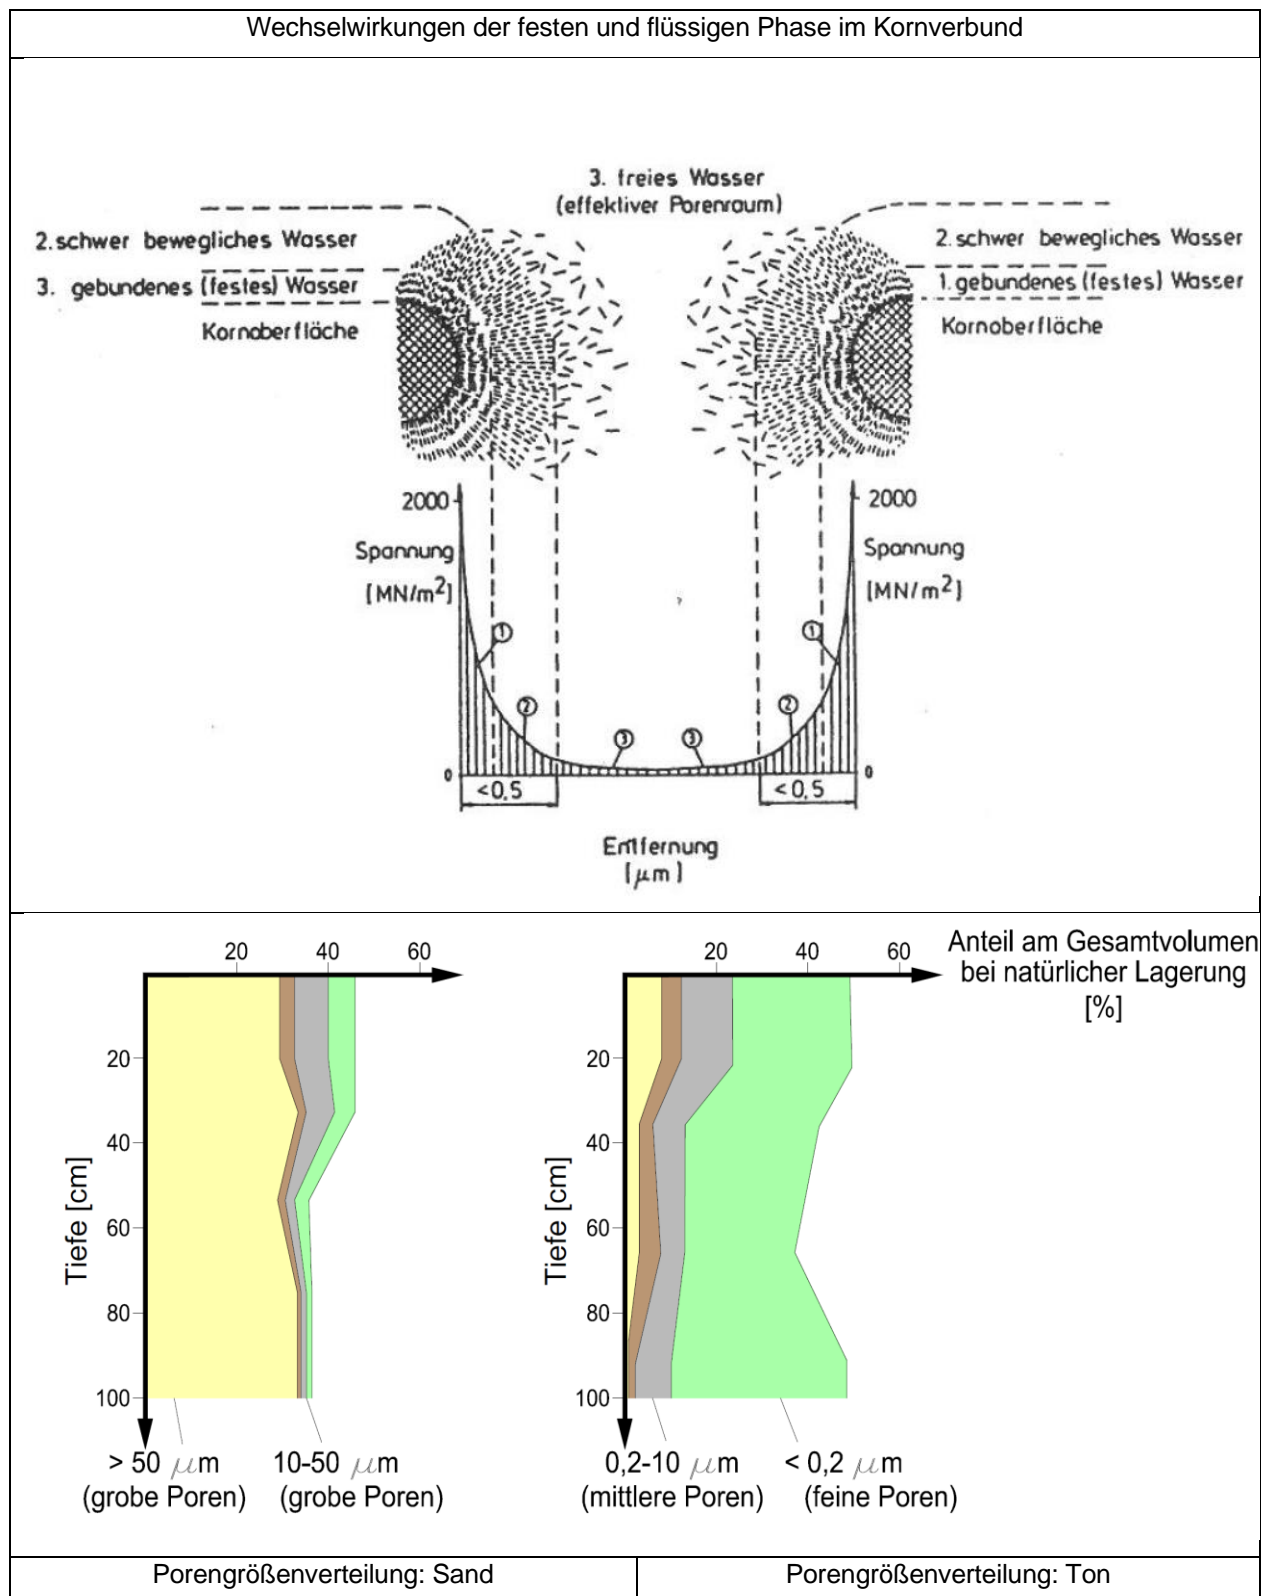 Wechselwirkungen der festen und flüssigen Phase im Kornverbund
3. freies Wasser
(effektiver Porenraum)
2. schwer bewegliches Wasser
3. gebundenes (festes) Wasser
Kornoberfläche
2. schwer bewegliches Wasser
1. gebundenes (festes) Wasser
Kornoberfläche
2000
Spannung
[MN/m²]
2000
Spannung
[MN/m²]
1
1
2
2
3
3
0
0
<0,5
<0,5
Entfernung
[µm]
20 40 60
20 40 60
Anteil am Gesamtvolumen
bei natürlicher Lagerung
[%]
Tiefe [cm]
20
40
60
80
100
Tiefe [cm]
20
40
60
80
100
> 50 µm
(grobe Poren)
10-50 µm
(grobe Poren)
0,2-10 µm
(mittlere Poren)
< 0,2 µm
(feine Poren)
Porengrößenverteilung: Sand
Porengrößenverteilung: Ton